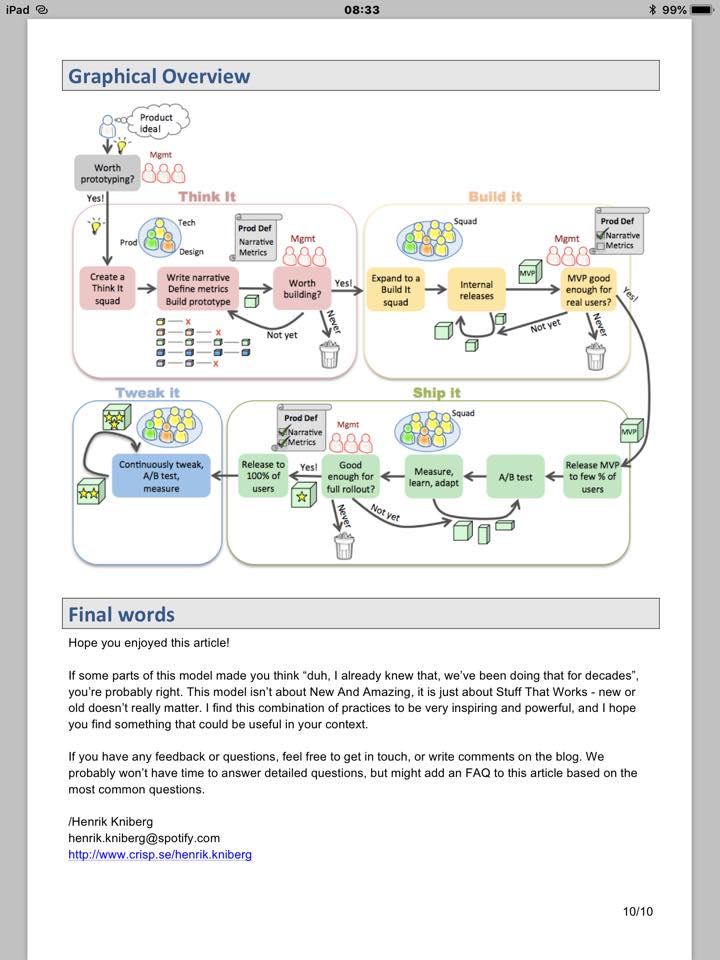 iPad
08:33
99%
Graphical Overview
Product
idea!
Worth
prototyping?
Mgmt
Yes!
Think It
Prod
Tech
Design
Prod Def
Narrative
Metrics
Mgmt
Create a
Think It
squad
Write narrative
Define metrics
Build prototype
Worth
building?
Yes!
Not yet
Never
x
x
x
Build it
Squad
Mgmt
Prod Def
Narrative
Metrics
Expand to a
Build It
squad
Internal
releases
MVP
MVP good
enough for
real users?
Yes!
Not yet
Never
MVP
Tweak it
Continuously tweak,
A/B test,
measure
Ship it
Prod Def
Narrative
Metrics
Mgmt
Squad
Release to
100% of
users
Yes!
Good
enough for
full rollout?
Measure,
learn, adapt
A/B test
Release MVP
to few % of
users
Never
Not yet
Final words
Hope you enjoyed this article!
If some parts of this model made you think “duh, I already knew that, we’ve been doing that for decades”,
you’re probably right. This model isn’t about New And Amazing, it is just about Stuff That Works - new or
old doesn’t really matter. I find this combination of practices to be very inspiring and powerful, and I hope
you find something that could be useful in your context.
If you have any feedback or questions, feel free to get in touch, or write comments on the blog. We
probably won’t have time to answer detailed questions, but might add an FAQ to this article based on the
most common questions.
/Henrik Kniberg
henrik.kniberg@spotify.com
http://www.crisp.se/henrik.kniberg
10/10